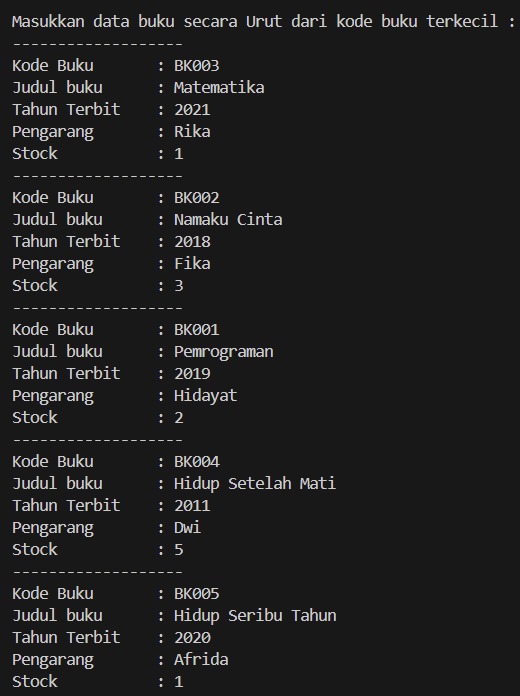 Masukkan data buku secara Urut dari kode buku terkecil :
-------------------
Kode Buku       : BK003
Judul buku      : Matematika
Tahun Terbit    : 2021
Pengarang       : Rika
Stock           : 1
-------------------
Kode Buku       : BK002
Judul buku      : Namaku Cinta
Tahun Terbit    : 2018
Pengarang       : Fika
Stock           : 3
-------------------
Kode Buku       : BK001
Judul buku      : Pemrograman
Tahun Terbit    : 2019
Pengarang       : Hidayat
Stock           : 2
-------------------
Kode Buku       : BK004
Judul buku      : Hidup Setelah Mati
Tahun Terbit    : 2011
Pengarang       : Dwi
Stock           : 5
-------------------
Kode Buku       : BK005
Judul buku      : Hidup Seribu Tahun
Tahun Terbit    : 2020
Pengarang       : Afrida
Stock           : 1